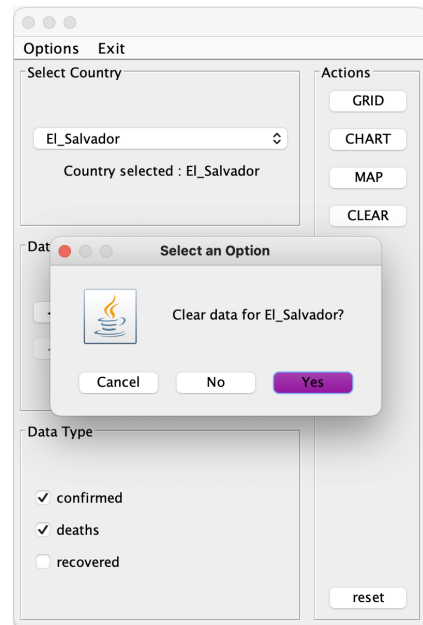 Options Exit
Select Country
El_Salvador
Country selected : El_Salvador
Actions
GRID
CHART
MAP
CLEAR
Dat
Select an Option
Clear data for El_Salvador?
Cancel No Yes
Data Type
confirmed
deaths
recovered
reset